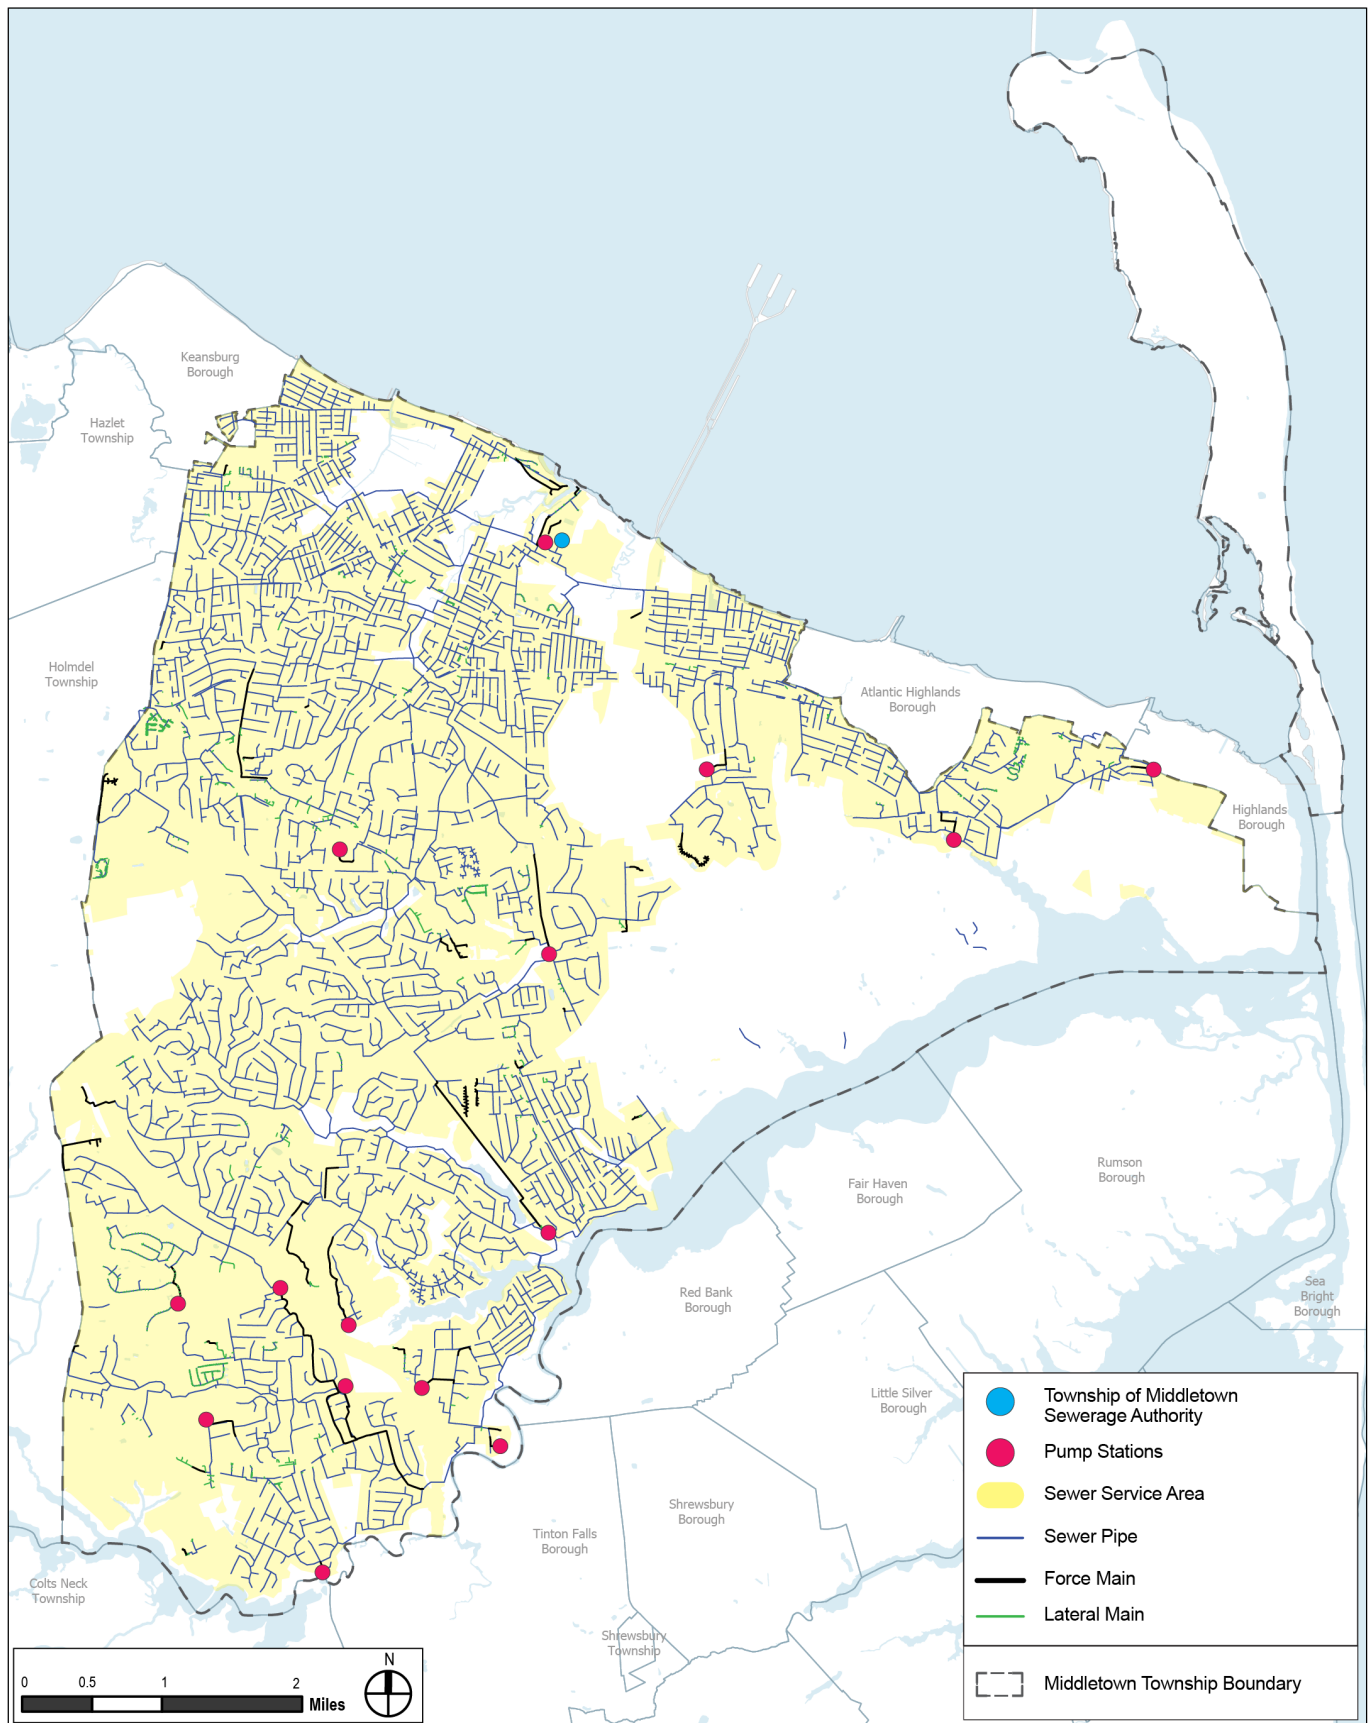 Keansburg
Borough
Hazlet
Township
Holmdel
Township
Atlantic Highlands
Borough
Highlands
Borough
Rumson
Borough
Fair Haven
Borough
Red Bank
Borough
Sea
Bright
Borough
Little Silver
Borough
Shrewsbury
Borough
Tinton Falls
Borough
Colts Neck
Township
Shrewsbury
Township
Township of Middletown
Sewerage Authority
Pump Stations
Sewer Service Area
Sewer Pipe
Force Main
Lateral Main
Middletown Township Boundary
N
0 0.5 1 2
Miles